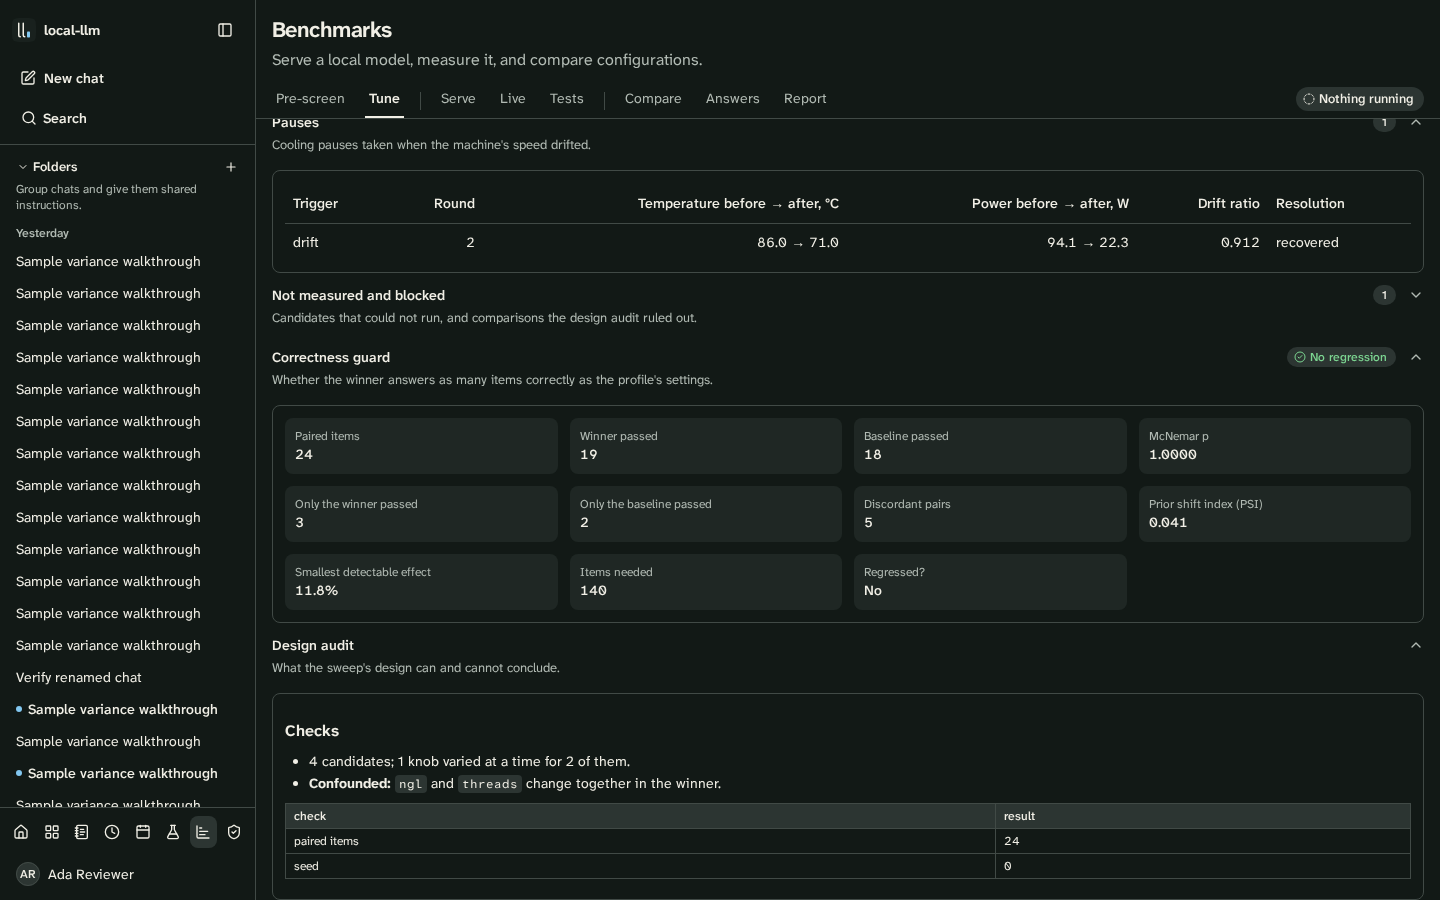 local-llm
New chat
Search
Folders
Group chats and give them shared
instructions.
Yesterday
Sample variance walkthrough
Sample variance walkthrough
Sample variance walkthrough
Sample variance walkthrough
Sample variance walkthrough
Sample variance walkthrough
Sample variance walkthrough
Sample variance walkthrough
Sample variance walkthrough
Sample variance walkthrough
Sample variance walkthrough
Sample variance walkthrough
Sample variance walkthrough
Verify renamed chat
Sample variance walkthrough
Sample variance walkthrough
Sample variance walkthrough
Sample variance walkthrough
AR Ada Reviewer
Benchmarks
Serve a local model, measure it, and compare configurations.
Pre-screen Tune Serve Live Tests Compare Answers Report Nothing running
Pauses 1
Cooling pauses taken when the machine's speed drifted.
Trigger Round Temperature before → after, °C Power before → after, W Drift ratio Resolution
drift 2 86.0 → 71.0 94.1 → 22.3 0.912 recovered
Not measured and blocked 1
Candidates that could not run, and comparisons the design audit ruled out.
Correctness guard No regression
Whether the winner answers as many items correctly as the profile's settings.
Paired items Winner passed Baseline passed McNemar p
24 19 18 1.0000
Only the winner passed Only the baseline passed Discordant pairs Prior shift index (PSI)
3 2 5 0.041
Smallest detectable effect Items needed Regressed?
11.8% 140 No
Design audit
What the sweep's design can and cannot conclude.
Checks
• 4 candidates; 1 knob varied at a time for 2 of them.
• Confounded: ngl and threads change together in the winner.
check result
paired items 24
seed 0